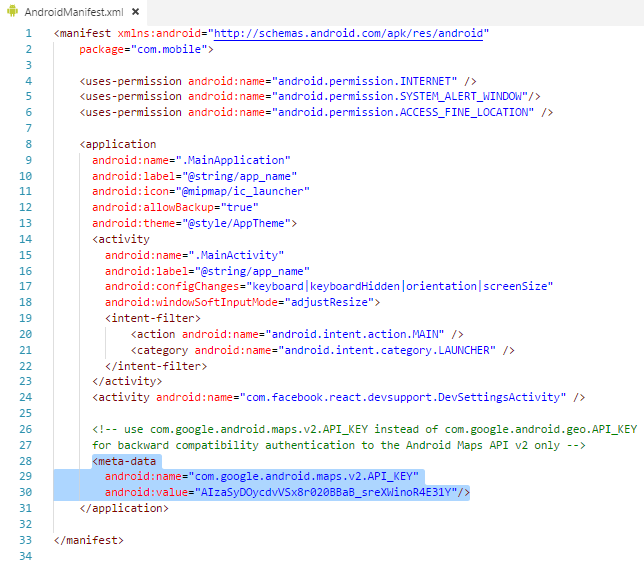 AndroidManifest.xml ×
1 <manifest xmlns:android="http://schemas.android.com/apk/res/android"
2 package="com.mobile">
3
4 <uses-permission android:name="android.permission.INTERNET" />
5 <uses-permission android:name="android.permission.SYSTEM_ALERT_WINDOW"/>
6 <uses-permission android:name="android.permission.ACCESS_FINE_LOCATION" />
7
8 <application
9 android:name=".MainApplication"
10 android:label="@string/app_name"
11 android:icon="@mipmap/ic_launcher"
12 android:allowBackup="true"
13 android:theme="@style/AppTheme">
14 <activity
15 android:name=".MainActivity"
16 android:label="@string/app_name"
17 android:configChanges="keyboard|keyboardHidden|orientation|screenSize"
18 android:windowSoftInputMode="adjustResize">
19 <intent-filter>
20 <action android:name="android.intent.action.MAIN" />
21 <category android:name="android.intent.category.LAUNCHER" />
22 </intent-filter>
23 </activity>
24 <activity android:name="com.facebook.react.devsupport.DevSettingsActivity" />
25
26 <!-- use com.google.android.maps.v2.API_KEY instead of com.google.android.geo.API_KEY
27 for backward compatibility authentication to the Android Maps API v2 only -->
28 <meta-data
29 android:name="com.google.android.maps.v2.API_KEY"
30 android:value="AIzaSyDOycdvVSx8r020BBaB_sreXWinoR4E31Y"/>
31 </application>
32
33 </manifest>
34